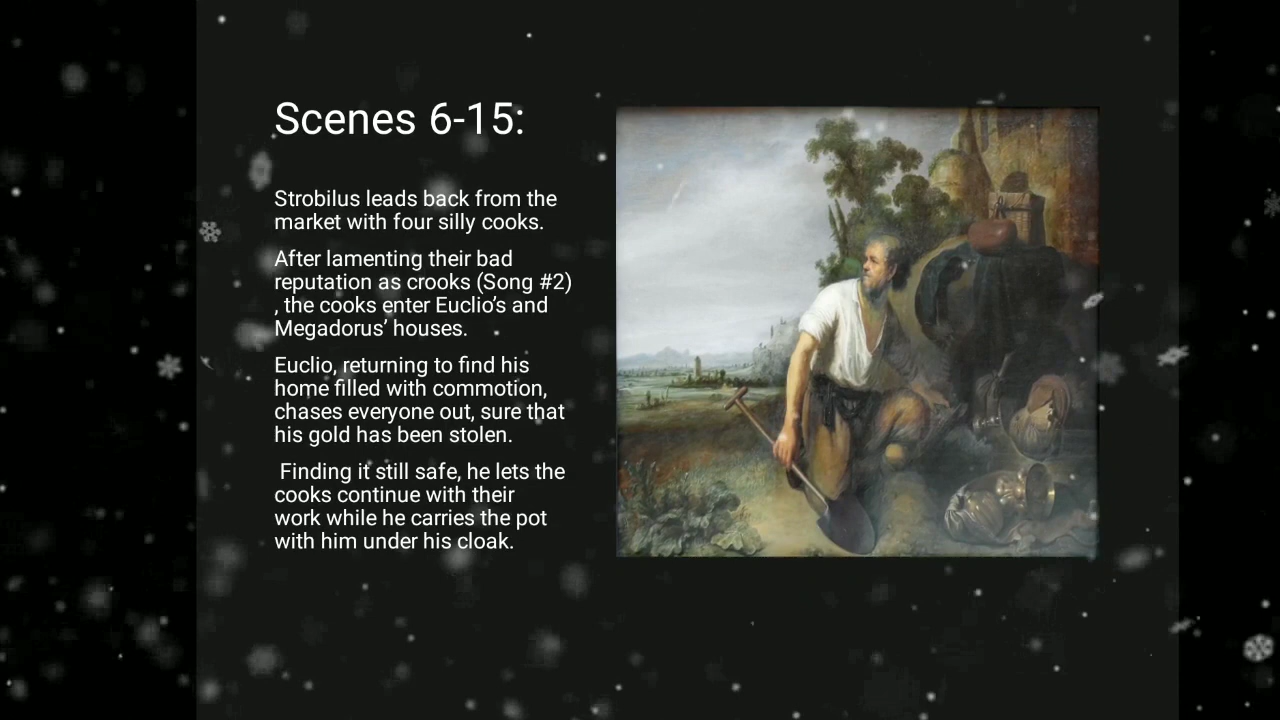 Scenes 6-15:
Strobilus leads back from the
market with four silly cooks.
After lamenting their bad
reputation as crooks (Song #2)
, the cooks enter Euclio’s and
Megadorus’ houses.
Euclio, returning to find his
home filled with commotion,
chases everyone out, sure that
his gold has been stolen.
Finding it still safe, he lets the
cooks continue with their
work while he carries the pot
with him under his cloak.